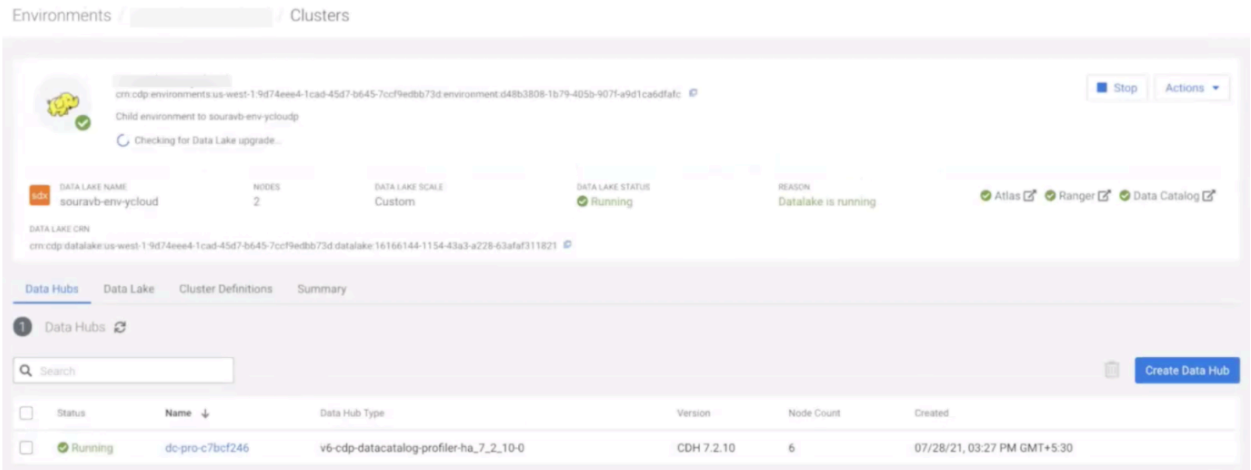 Environments / / Clusters
crn:cdp:environments:us-west-1:9d74eee4-1cad-45d7-b645-7ccf9edbb73d:environment:d48b3808-1b79-405b-907f-a9d1ca6dfafc
Child environment to souravb-env-ycloudp
Checking for Data Lake upgrade...
Stop
Actions
sdx
DATA LAKE NAME NODES DATA LAKE SCALE DATA LAKE STATUS REASON
souravb-env-ycloud 2 Custom Running Datalake is running
Atlas Ranger Data Catalog
DATA LAKE CRN
crn:cdp:datalake:us-west-1:9d74eee4-1cad-45d7-b645-7ccf9edbb73d:datalake:16166144-1154-43a3-a228-63afaf311821
Data Hubs Data Lake Cluster Definitions Summary
1 Data Hubs
Search
Create Data Hub
Status Name Data Hub Type Version Node Count Created
Running dc-pro-c7bcf246 v6-cdp-datacatalog-profiler-ha_7_2_10-0 CDH 7.2.10 6 07/28/21, 03:27 PM GMT+5:30